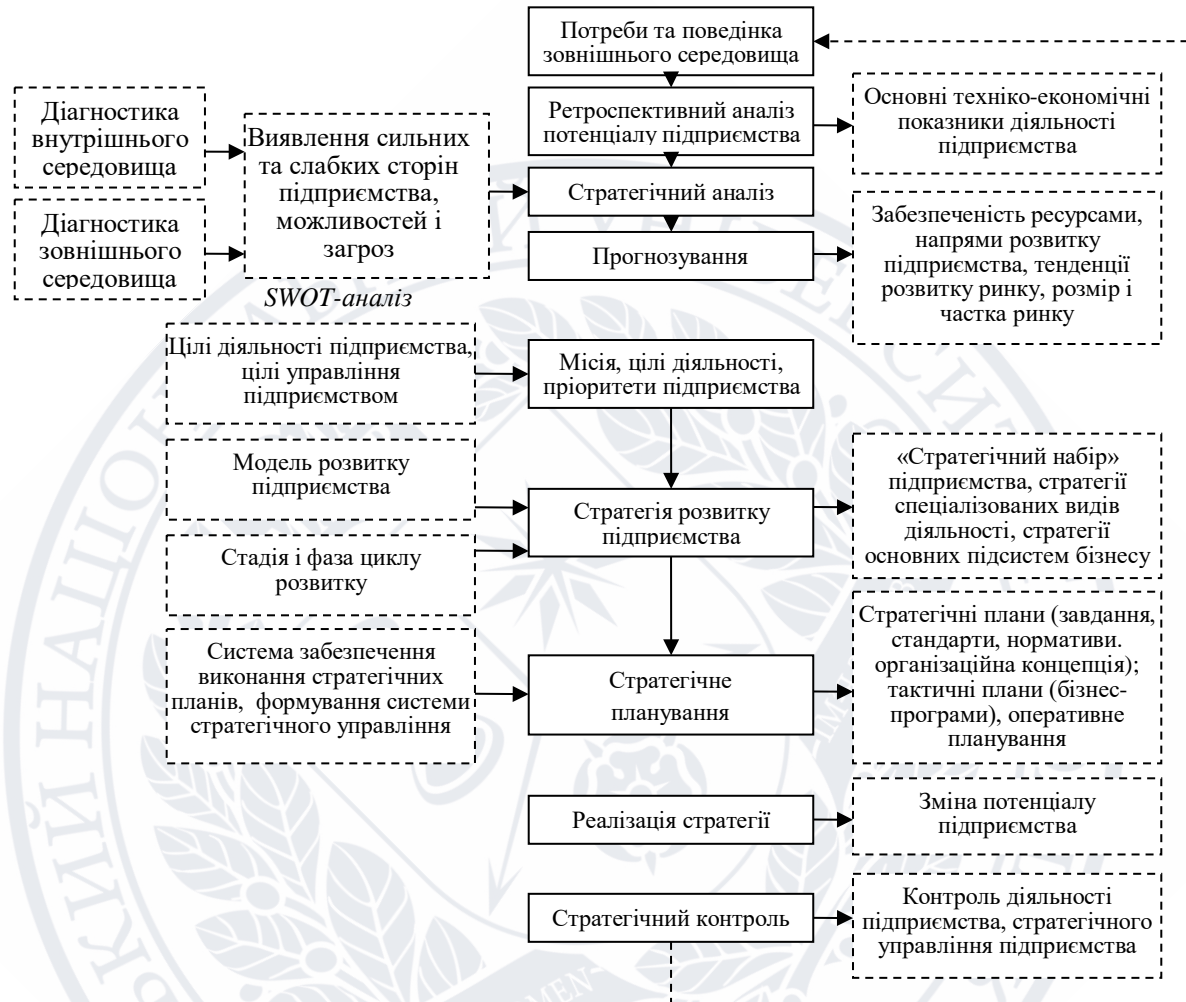 Потреби та поведінка
зовнішнього середовища
Ретроспективний аналіз
потенціалу підприємства
Основні техніко-економічні
показники діяльності
підприємства
Діагностика
внутрішнього
середовища
Виявлення сильних
та слабких сторін
підприємства,
можливостей і
загроз
Стратегічний аналіз
Діагностика
зовнішнього
середовища
Прогнозування
Забезпеченість ресурсами,
напрями розвитку
підприємства, тенденції
розвитку ринку, розмір і
частка ринку
SWOT-аналіз
Цілі діяльності підприємства,
цілі управління
підприємством
Місія, цілі діяльності,
пріоритети підприємства
Модель розвитку
підприємства
Стратегія розвитку
підприємства
«Стратегічний набір»
підприємства, стратегії
спеціалізованих видів
діяльності, стратегії
основних підсистем бізнесу
Стадія і фаза циклу
розвитку
Система забезпечення
виконання стратегічних
планів, формування системи
стратегічного управління
Стратегічне
планування
Стратегічні плани (завдання,
стандарти, нормативи.
організаційна концепція);
тактичні плани (бізнес-
програми), оперативне
планування
Реалізація стратегії
Зміна потенціалу
підприємства
Стратегічний контроль
Контроль діяльності
підприємства, стратегічного
управління підприємства